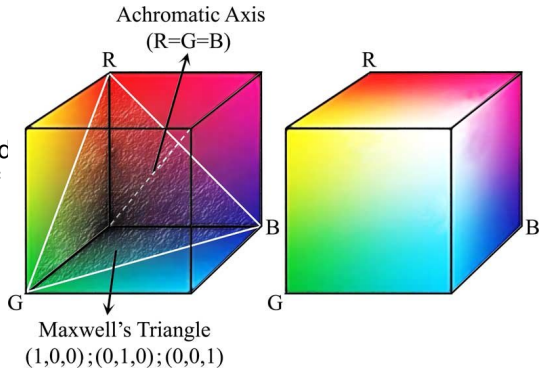 Achromatic Axis
(R=G=B)
R
B
G
Maxwell's Triangle
(1,0,0);(0,1,0);(0,0,1)
R
B
G